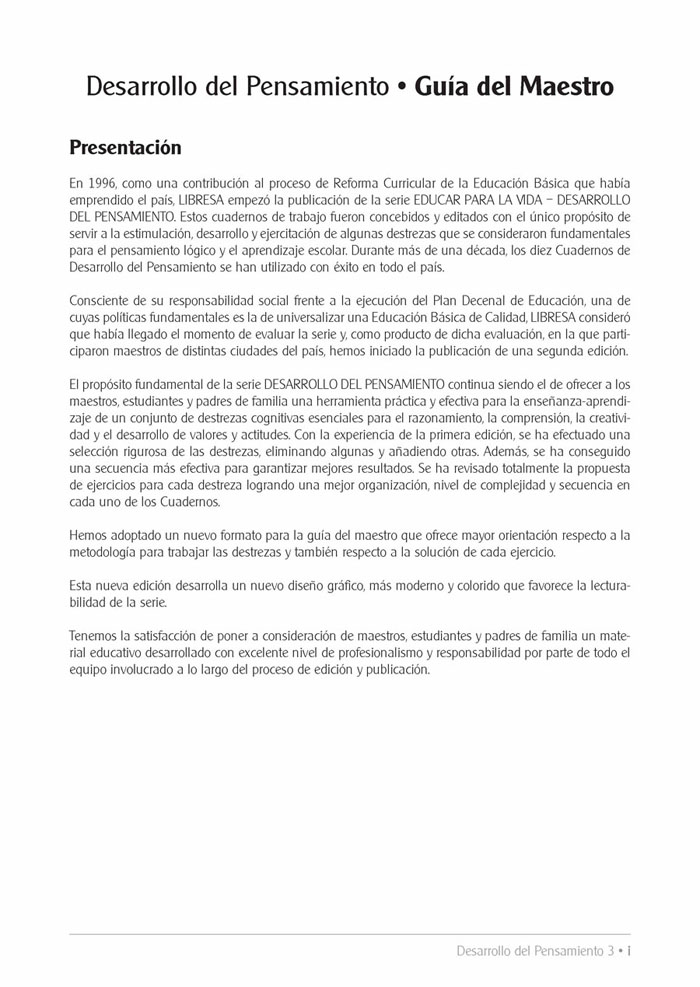 Desarrollo del Pensamiento • Guía del Maestro
Presentación
En 1996, como una contribución al proceso de Reforma Curricular de la Educación Básica que había
emprendido el país, LIBRESA empezó la publicación de la serie EDUCAR PARA LA VIDA – DESARROLLO
DEL PENSAMIENTO. Estos cuadernos de trabajo fueron concebidos y editados con el único propósito de
servir a la estimulación, desarrollo y ejercitación de algunas destrezas que se consideraron fundamentales
para el pensamiento lógico y el aprendizaje escolar. Durante más de una década, los diez Cuadernos de
Desarrollo del Pensamiento se han utilizado con éxito en todo el país.
Consciente de su responsabilidad social frente a la ejecución del Plan Decenal de Educación, una de
cuyas políticas fundamentales es la de universalizar una Educación Básica de Calidad, LIBRESA consideró
que había llegado el momento de evaluar la serie y, como producto de dicha evaluación, en la que parti-
ciparon maestros de distintas ciudades del país, hemos iniciado la publicación de una segunda edición.
El propósito fundamental de la serie DESARROLLO DEL PENSAMIENTO continua siendo el de ofrecer a los
maestros, estudiantes y padres de familia una herramienta práctica y efectiva para la enseñanza-aprendi-
zaje de un conjunto de destrezas cognitivas esenciales para el razonamiento, la comprensión, la creativi-
dad y el desarrollo de valores y actitudes. Con la experiencia de la primera edición, se ha efectuado una
selección rigurosa de las destrezas, eliminando algunas y añadiendo otras. Además, se ha conseguido
una secuencia más efectiva para garantizar mejores resultados. Se ha revisado totalmente la propuesta
de ejercicios para cada destreza logrando una mejor organización, nivel de complejidad y secuencia en
cada uno de los Cuadernos.
Hemos adoptado un nuevo formato para la guía del maestro que ofrece mayor orientación respecto a la
metodología para trabajar las destrezas y también respecto a la solución de cada ejercicio.
Esta nueva edición desarrolla un nuevo diseño gráfico, más moderno y colorido que favorece la lectura-
bilidad de la serie.
Tenemos la satisfacción de poner a consideración de maestros, estudiantes y padres de familia un mate-
rial educativo desarrollado con excelente nivel de profesionalismo y responsabilidad por parte de todo el
equipo involucrado a lo largo del proceso de edición y publicación.
Desarrollo del Pensamiento 3 • i